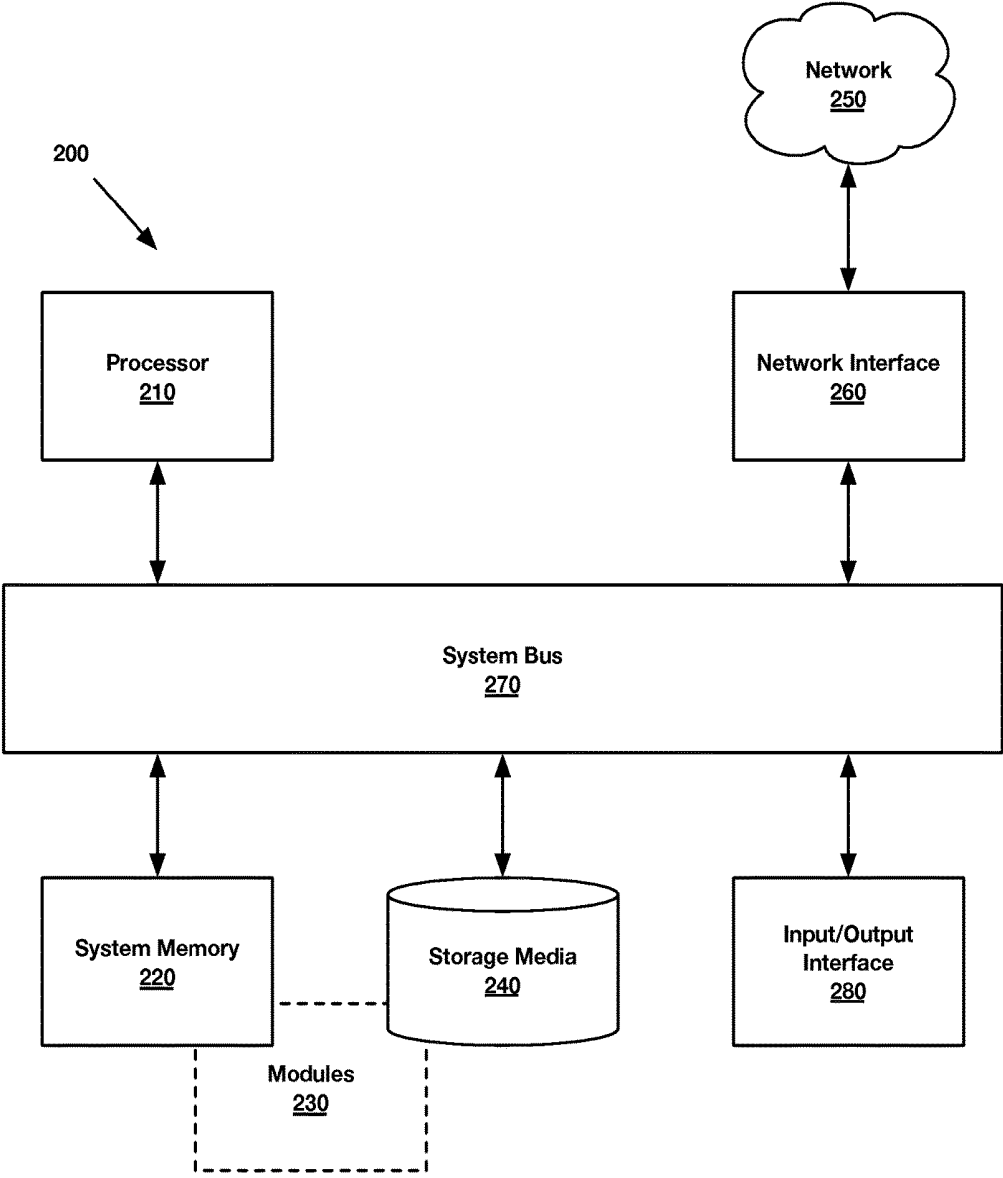 Network
250
200
Processor
210
Network Interface
260
System Bus
270
System Memory
220
Storage Media
240
Input/Output
Interface
280
Modules
230